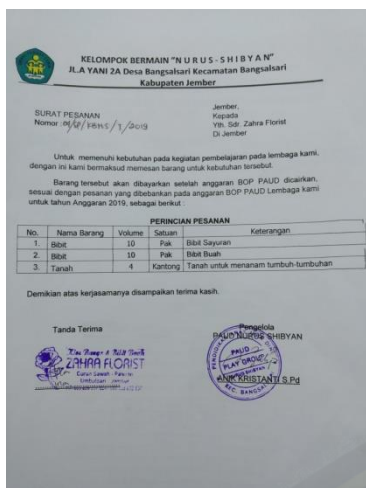 KELOMPOK BERMAIN "N U R U S - S H I B Y A N"
JL.A YANI 2A Desa Bangsalsari Kecamatan Bangsalsari
Kabupaten Jember
Jember,
SURAT PESANAN
Kepada
Nomor :
Yth. Sdr. Zahra Florist
Di Jember
Untuk memenuhi kebutuhan pada kegiatan pembelajaran pada lembaga kami,
dengan ini kami bermaksud memesan barang untuk kebutuhan tersebut.
Barang tersebut akan dibayarkan setelah anggaran BOP PAUD dicairkan,
sesuai dengan pesanan yang dibebankan pada anggaran BOP PAUD Lembaga kami
untuk tahun Anggaran 2019, sebagai berikut :
PERINCIAN PESANAN
No. Nama Barang Volume Satuan Keterangan
1. Bibit 10 Pak Bibit Sayuran
2. Bibit 10 Pak Bibit Buah
3. Tanah 4 Kantong Tanah untuk menanam tumbuh-tumbuhan
Demikian atas kerjasamanya disampaikan terima kasih.
Tanda Terima
Pengelola
PAUD NURUS SHIBYAN
ZAHRA FLORIST
PAUD
PLAY GROUP
ANIK KRISTANTI S.Pd